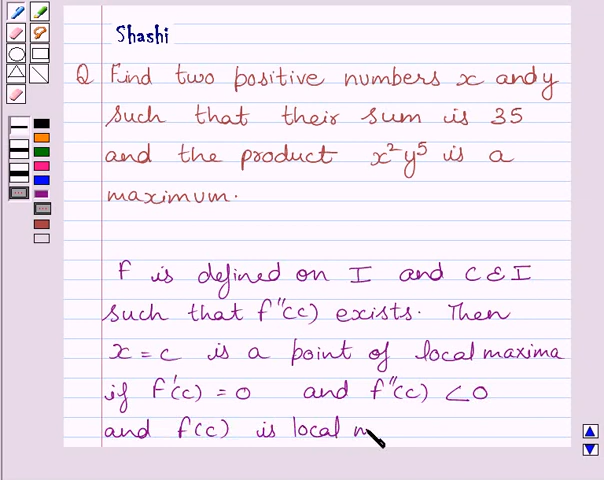 Shashi
Q Find two positive numbers x and y
such that their sum is 35
and the product x²y⁵ is a
maximum.
f is defined on I and c ε I
such that f''(c) exists. Then
x = c is a point of local maxima
if f'(c) = 0 and f''(c) < 0
and f(c) is local m